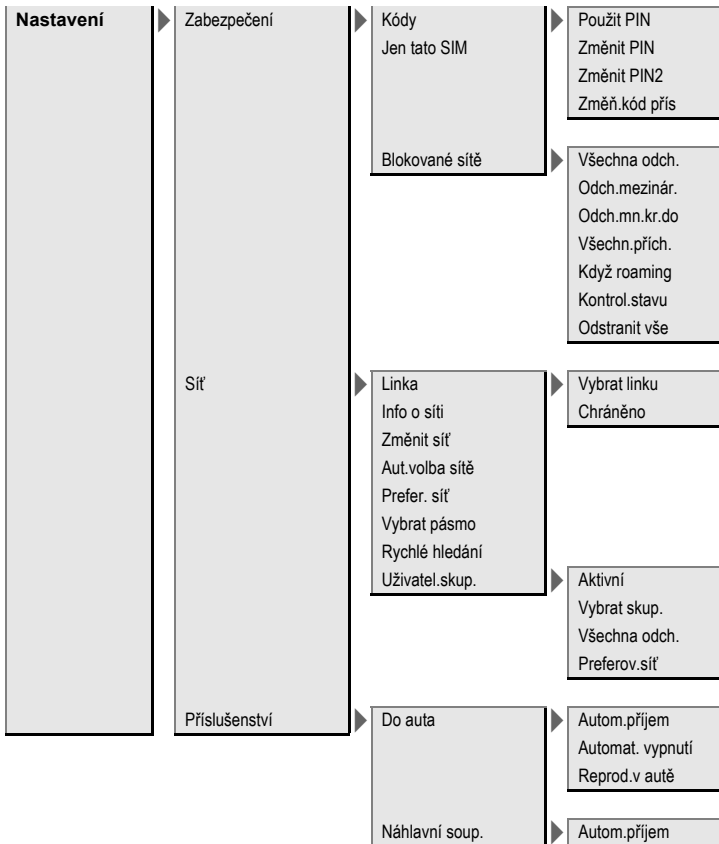 Nastavení
Zabezpečení
Kódy
Použit PIN
Jen tato SIM
Změnit PIN
Změnit PIN2
Změň.kód přís
Blokované sítě
Všechna odch.
Odch.mezinár.
Odch.mn.kr.do
Všechn.přích.
Když roaming
Kontrol.stavu
Odstranit vše
Síť
Linka
Vybrat linku
Info o síti
Chráněno
Změnit síť
Aut.volba sítě
Prefer. síť
Vybrat pásmo
Rychlé hledání
Uživatel.skup.
Aktivní
Vybrat skup.
Všechna odch.
Preferov.síť
Příslušenství
Do auta
Autom.příjem
Automat. vypnutí
Reprod.v autě
Náhlavní soup.
Autom.příjem